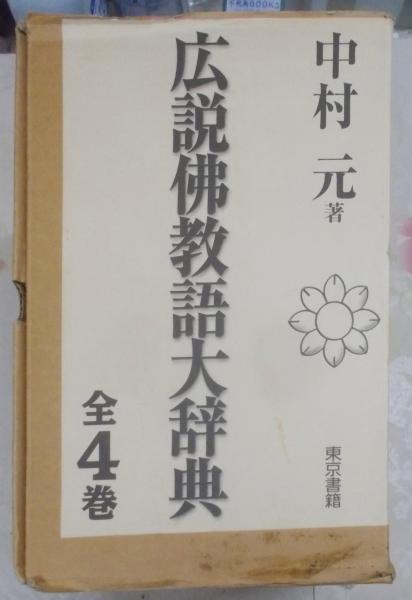 中村 元 著
広説佛教語大辞典
全4巻
東京書籍